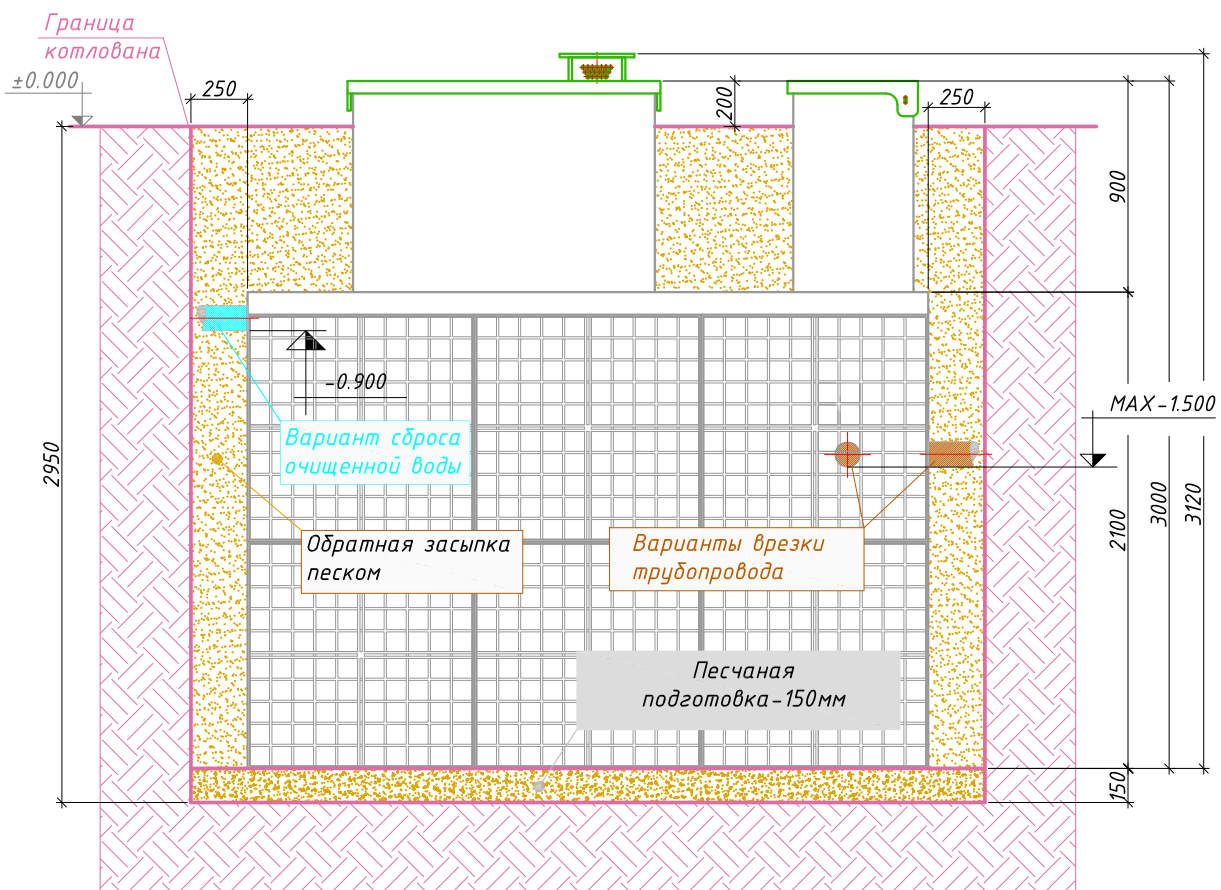 Граница
котлована
±0.000
250
200
250
900
-0.900
MAX-1.500
Вариант сброса
очищенной воды
2950
2100
3000
3120
Обратная засыпка
песком
Варианты врезки
трубопровода
Песчаная
подготовка-150мм
150